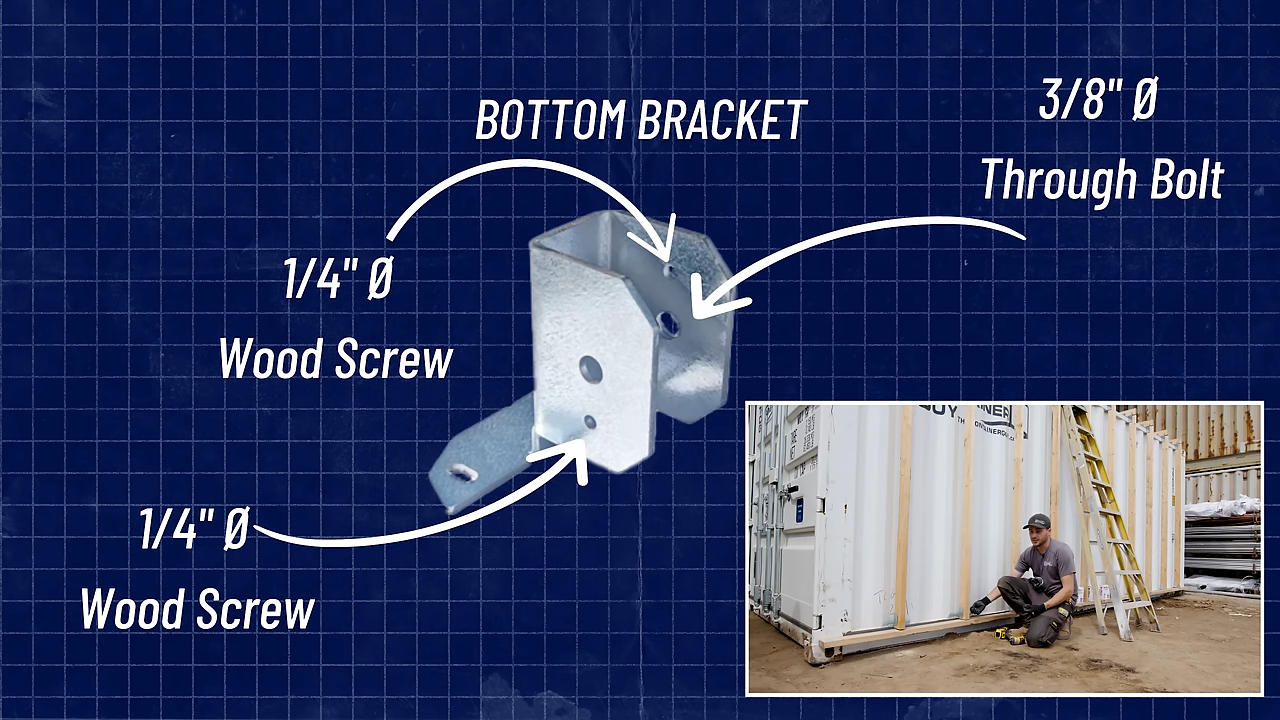 BOTTOM BRACKET
3/8" Ø
Through Bolt
1/4" Ø
Wood Screw
1/4" Ø
Wood Screw